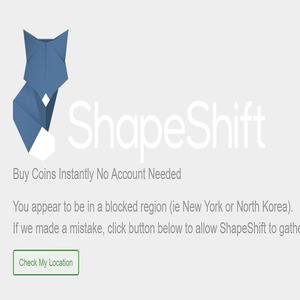 ShapeShift
Buy Coins Instantly No Account Needed
You appear to be in a blocked region (ie New York or North Korea).
If we made a mistake, click button below to allow ShapeShift to gathe
Check My Location